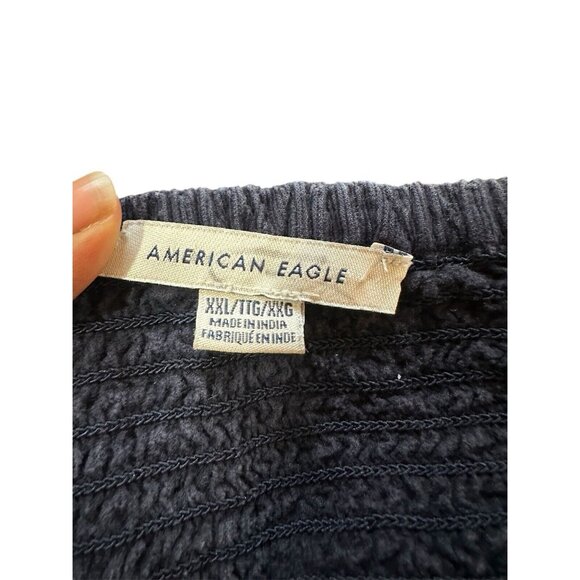 AMERICAN EAGLE
XXL/TTG/XXG
MADE IN INDIA
FABRIQUÉ EN INDE